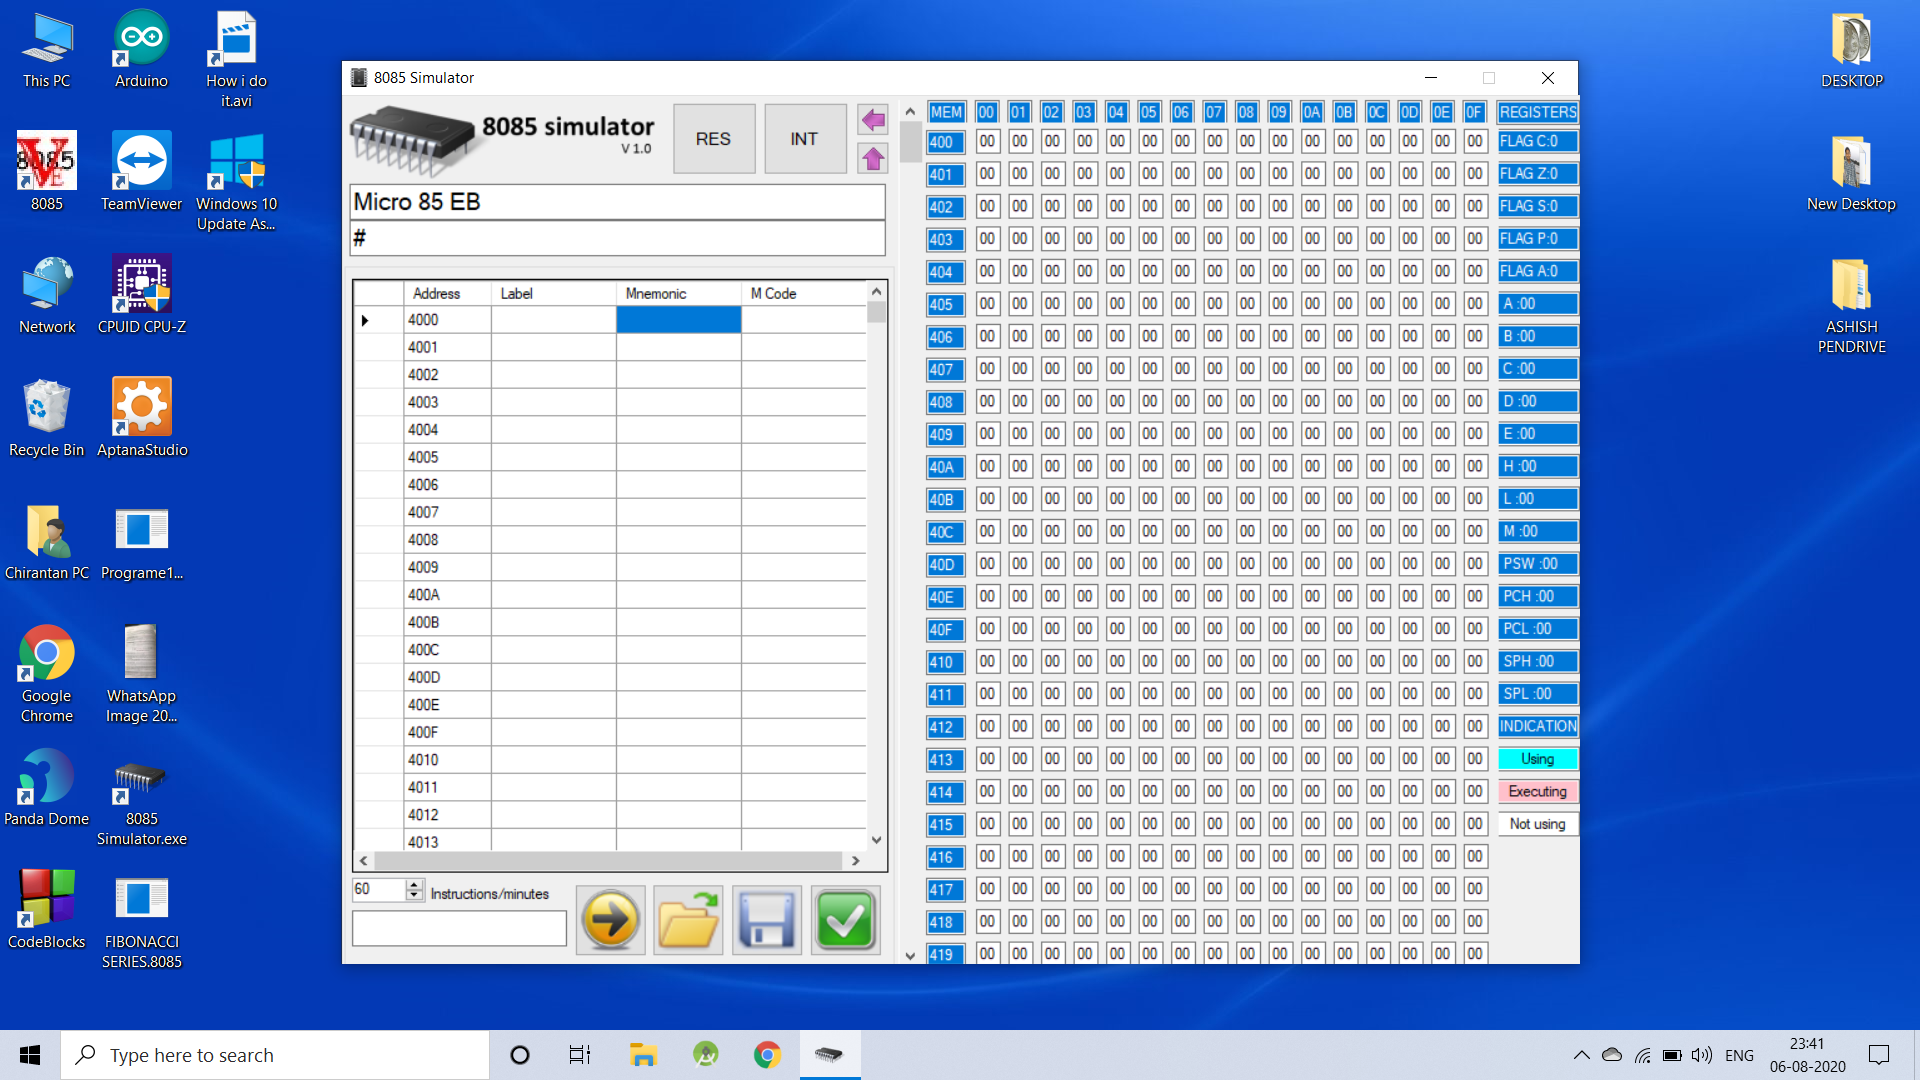 This PC
Arduino
How i do
it.avi
8085
8085
TeamViewer
Windows 10
Update As...
Network
CPUID CPU-Z
Recycle Bin
AptanaStudio
Chirantan PC
Programe1...
Google
Chrome
WhatsApp
Image 20...
Panda Dome
8085
Simulator.exe
CodeBlocks
FIBONACCI
SERIES.8085
DESKTOP
New Desktop
ASHISH
PENDRIVE
8085 Simulator
8085 simulator
V 1.0
RES
INT
Micro 85 EB
#
Address Label Mnemonic M Code
4000
4001
4002
4003
4004
4005
4006
4007
4008
4009
400A
400B
400C
400D
400E
400F
4010
4011
4012
4013
60
Instructions/minutes
MEM 00 01 02 03 04 05 06 07 08 09 0A 0B 0C 0D 0E 0F REGISTERS
400 00 00 00 00 00 00 00 00 00 00 00 00 00 00 00 00 FLAG C:0
401 00 00 00 00 00 00 00 00 00 00 00 00 00 00 00 00 FLAG Z:0
402 00 00 00 00 00 00 00 00 00 00 00 00 00 00 00 00 FLAG S:0
403 00 00 00 00 00 00 00 00 00 00 00 00 00 00 00 00 FLAG P:0
404 00 00 00 00 00 00 00 00 00 00 00 00 00 00 00 00 FLAG A:0
405 00 00 00 00 00 00 00 00 00 00 00 00 00 00 00 00 A :00
406 00 00 00 00 00 00 00 00 00 00 00 00 00 00 00 00 B :00
407 00 00 00 00 00 00 00 00 00 00 00 00 00 00 00 00 C :00
408 00 00 00 00 00 00 00 00 00 00 00 00 00 00 00 00 D :00
409 00 00 00 00 00 00 00 00 00 00 00 00 00 00 00 00 E :00
40A 00 00 00 00 00 00 00 00 00 00 00 00 00 00 00 00 H :00
40B 00 00 00 00 00 00 00 00 00 00 00 00 00 00 00 00 L :00
40C 00 00 00 00 00 00 00 00 00 00 00 00 00 00 00 00 M :00
40D 00 00 00 00 00 00 00 00 00 00 00 00 00 00 00 00 PSW :00
40E 00 00 00 00 00 00 00 00 00 00 00 00 00 00 00 00 PCH :00
40F 00 00 00 00 00 00 00 00 00 00 00 00 00 00 00 00 PCL :00
410 00 00 00 00 00 00 00 00 00 00 00 00 00 00 00 00 SPH :00
411 00 00 00 00 00 00 00 00 00 00 00 00 00 00 00 00 SPL :00
412 00 00 00 00 00 00 00 00 00 00 00 00 00 00 00 00 INDICATION
413 00 00 00 00 00 00 00 00 00 00 00 00 00 00 00 00 Using
414 00 00 00 00 00 00 00 00 00 00 00 00 00 00 00 00 Executing
415 00 00 00 00 00 00 00 00 00 00 00 00 00 00 00 00 Not using
416 00 00 00 00 00 00 00 00 00 00 00 00 00 00 00 00
417 00 00 00 00 00 00 00 00 00 00 00 00 00 00 00 00
418 00 00 00 00 00 00 00 00 00 00 00 00 00 00 00 00
419 00 00 00 00 00 00 00 00 00 00 00 00 00 00 00 00
Type here to search
ENG
23:41
06-08-2020